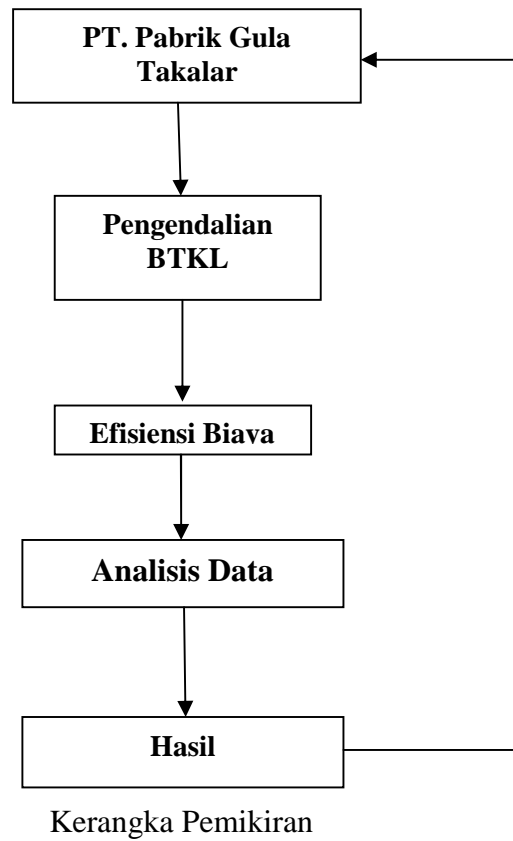 PT. Pabrik Gula
Takalar
Pengendalian
BTKL
Efisiensi Biava
Analisis Data
Hasil
Kerangka Pemikiran